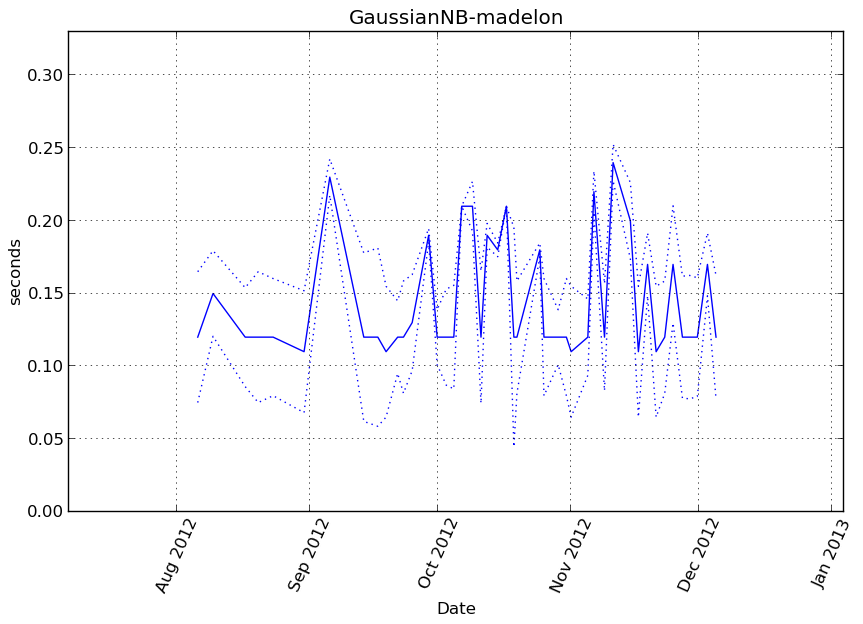 GaussianNB-madelon
0.30
0.25
0.20
0.15
0.10
0.05
0.00
seconds
Aug 2012
Sep 2012
Oct 2012
Nov 2012
Dec 2012
Jan 2013
Date